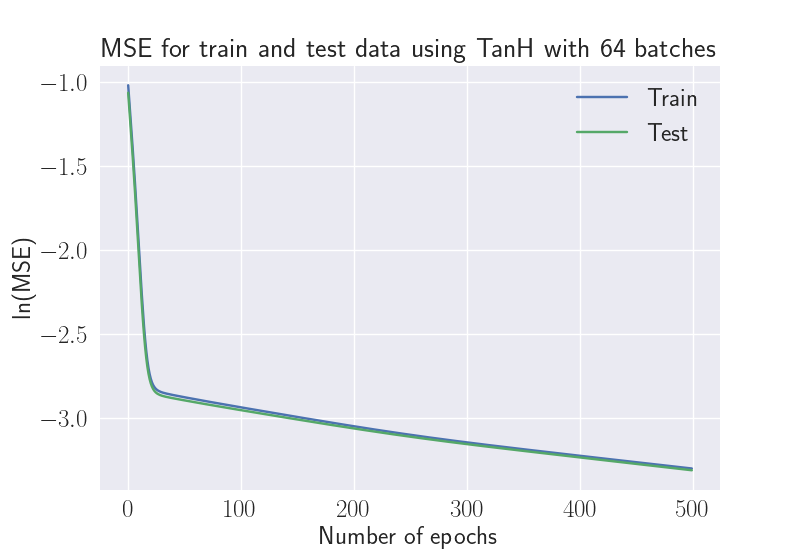 MSE for train and test data using TanH with 64 batches
−1.0
−1.5
−2.0
−2.5
−3.0
ln(MSE)
Train
Test
0 100 200 300 400 500
Number of epochs